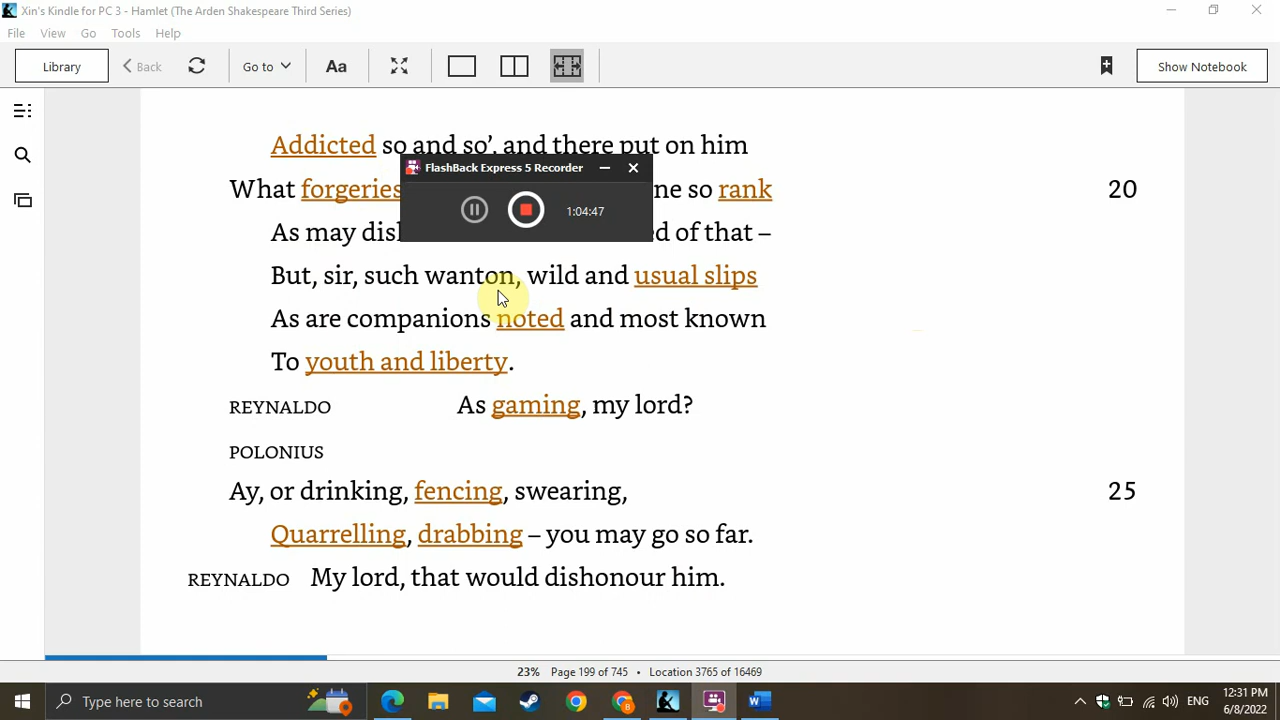 Xin's Kindle for PC 3 - Hamlet (The Arden Shakespeare Third Series)
File View Go Tools Help
Library Back Go to Aa Show Notebook
Addicted so and so', and there put on him
FlashBack Express 5 Recorder
What forgeries ne so rank 20
1:04:47
As may dis d of that –
But, sir, such wanton, wild and usual slips
As are companions noted and most known
To youth and liberty.
REYNALDO As gaming, my lord?
POLONIUS
Ay, or drinking, fencing, swearing, 25
Quarrelling, drabbing – you may go so far.
REYNALDO My lord, that would dishonour him.
23% Page 199 of 745 • Location 3765 of 16469
Type here to search
ENG
12:31 PM
6/8/2022